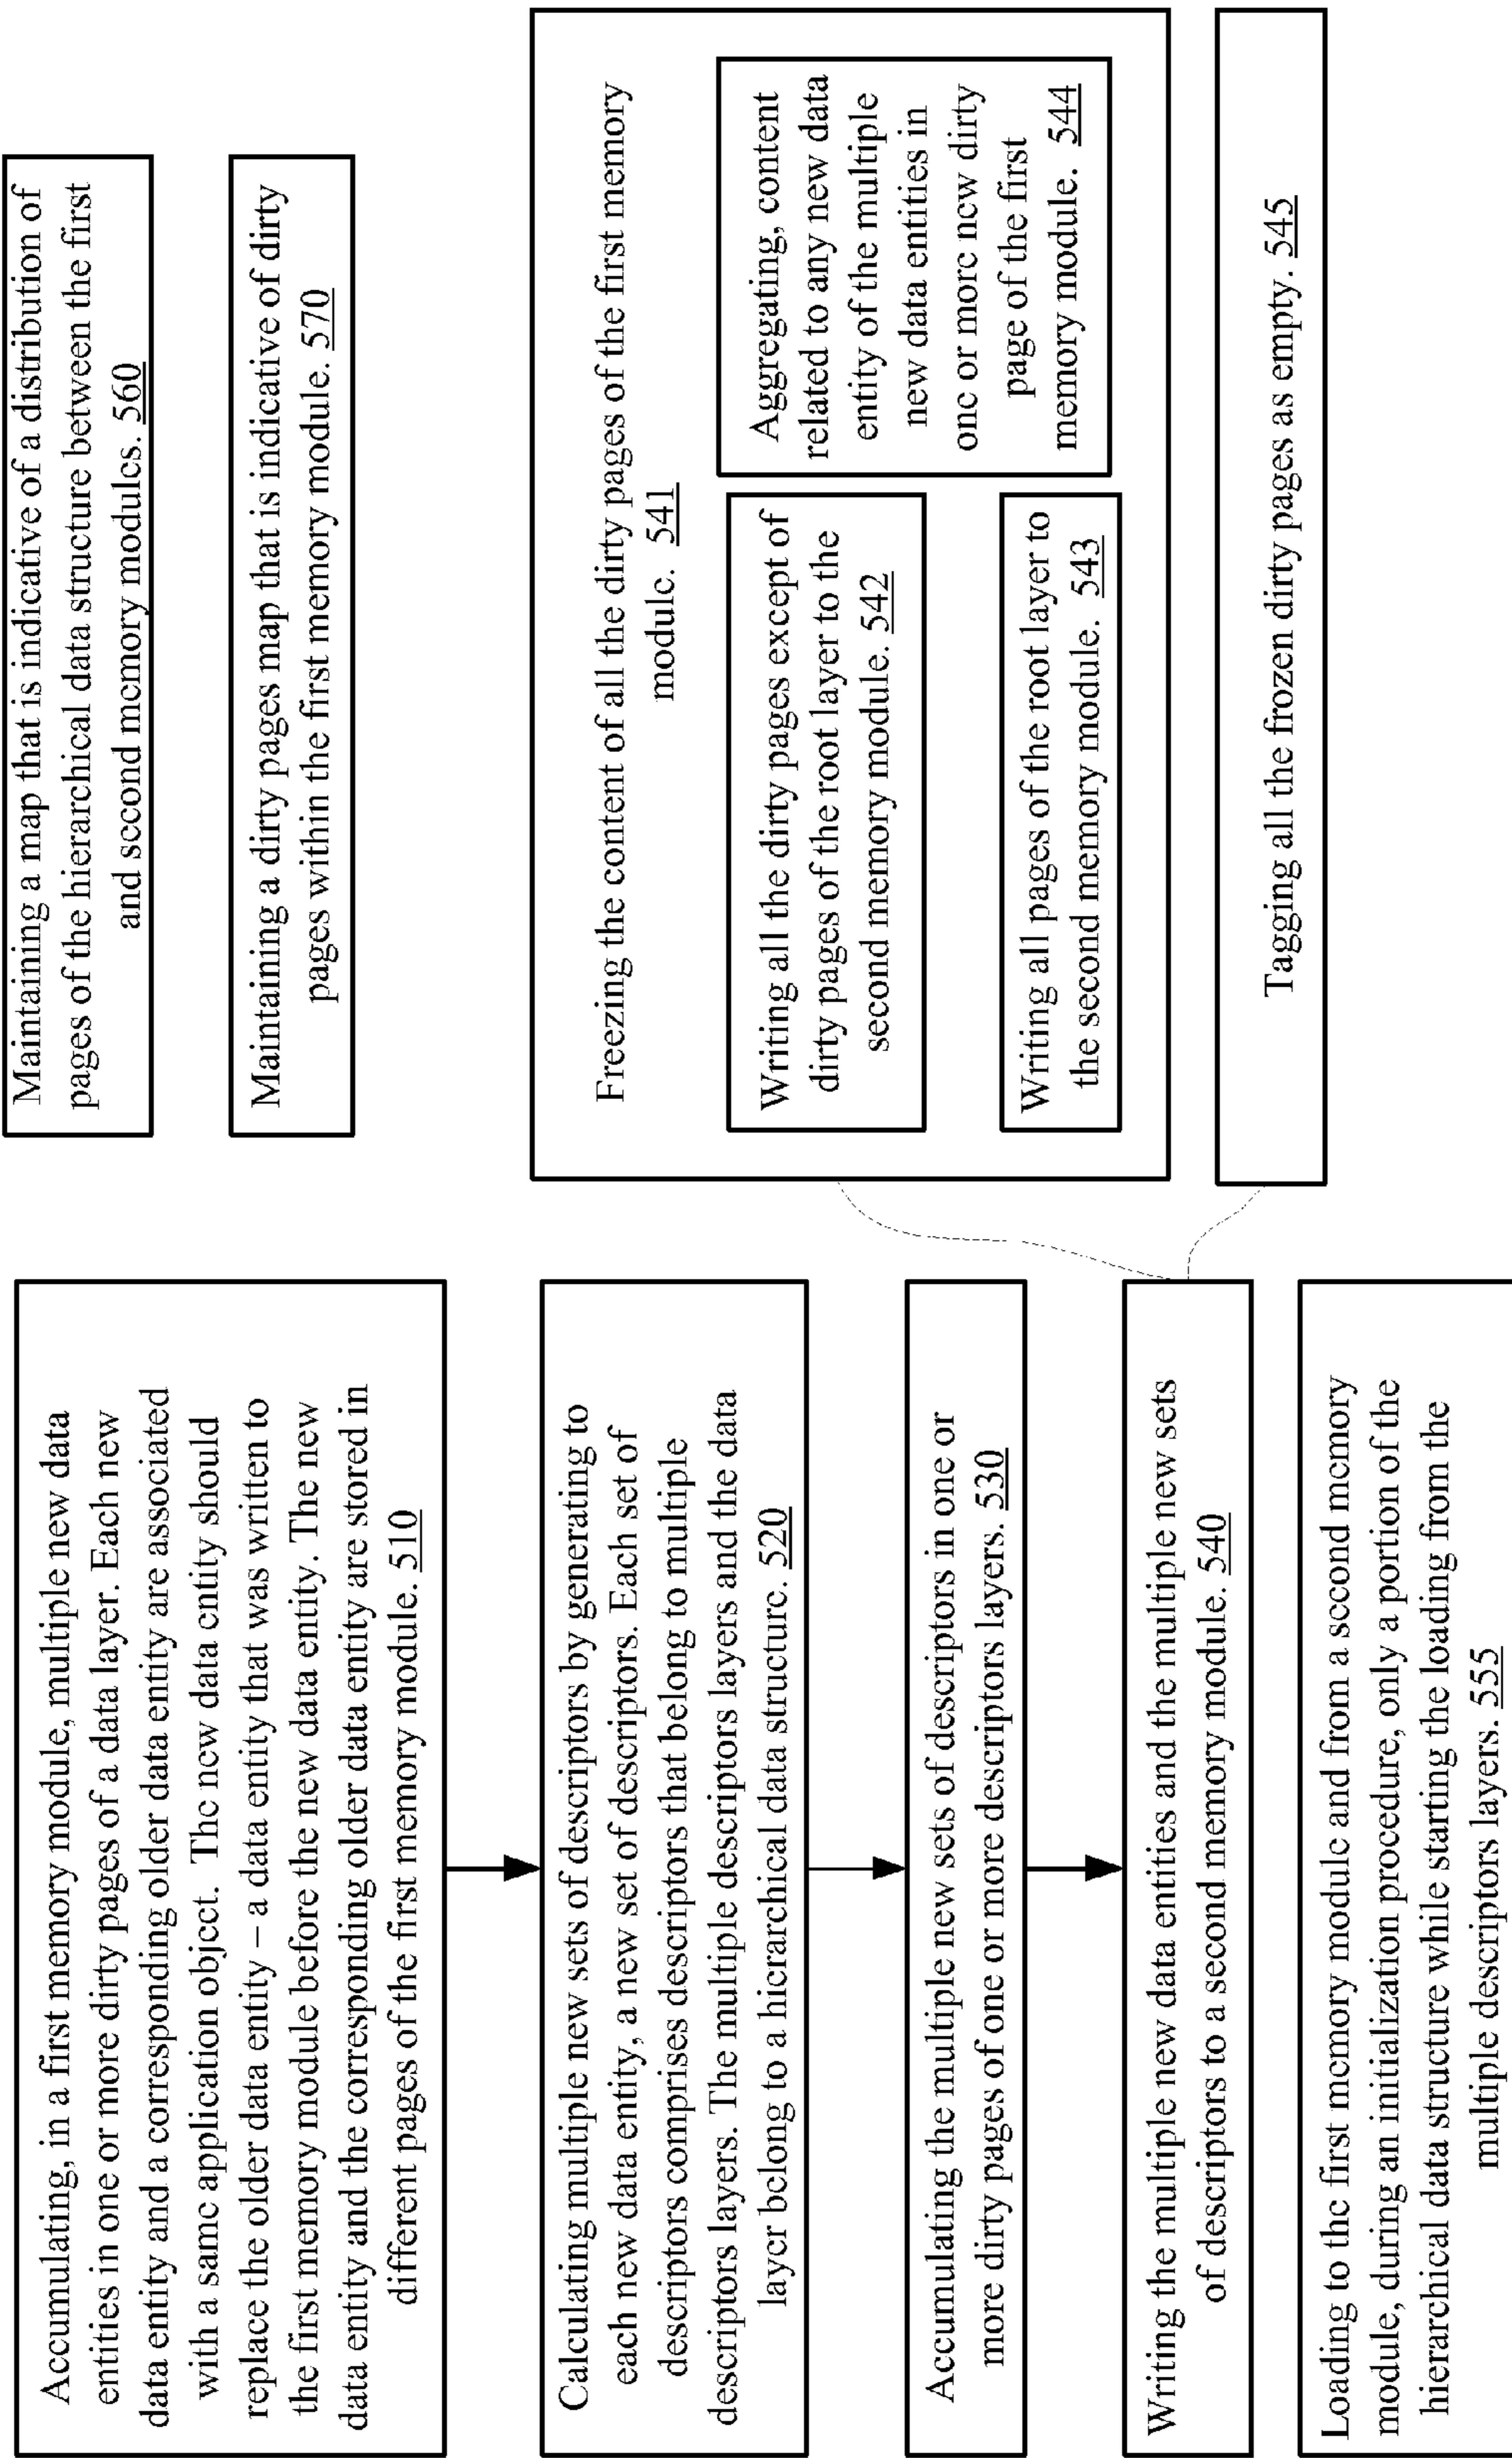 Accumulating, in a first memory module, multiple new data
entities in one or more dirty pages of a data layer. Each new
data entity and a corresponding older data entity are associated
with a same application object.  The new data entity should
replace the older data entity – a data entity that was written to
the first memory module before the new data entity. The new
data entity and the corresponding older data entity are stored in
different pages of the first memory module. 510
Calculating multiple new sets of descriptors by generating to
each new data entity, a new set of descriptors. Each set of
descriptors comprises descriptors that belong to multiple
descriptors layers. The multiple descriptors layers and the data
layer belong to a hierarchical data structure. 520
Accumulating the multiple new sets of descriptors in one or
more dirty pages of one or more descriptors layers. 530
Writing the multiple new data entities and the multiple new sets
of descriptors to a second memory module. 540
Loading to the first memory module and from a second memory
module, during an initialization procedure, only a portion of the
hierarchical data structure while starting the loading from the
multiple descriptors layers. 555
Maintaining a map that is indicative of a distribution of
pages of the hierarchical data structure between the first
and second memory modules. 560
Maintaining a dirty pages map that is indicative of dirty
pages within the first memory module. 570
Freezing the content of all the dirty pages of the first memory
module. 541
Writing all the dirty pages except of
dirty pages of the root layer to the
second memory module. 542
Writing all pages of the root layer to
the second memory module.  543
Aggregating, content
related to any new data
entity of the multiple
new data entities in
one or more new dirty
page of the first
memory module.  544
Tagging all the frozen dirty pages as empty. 545